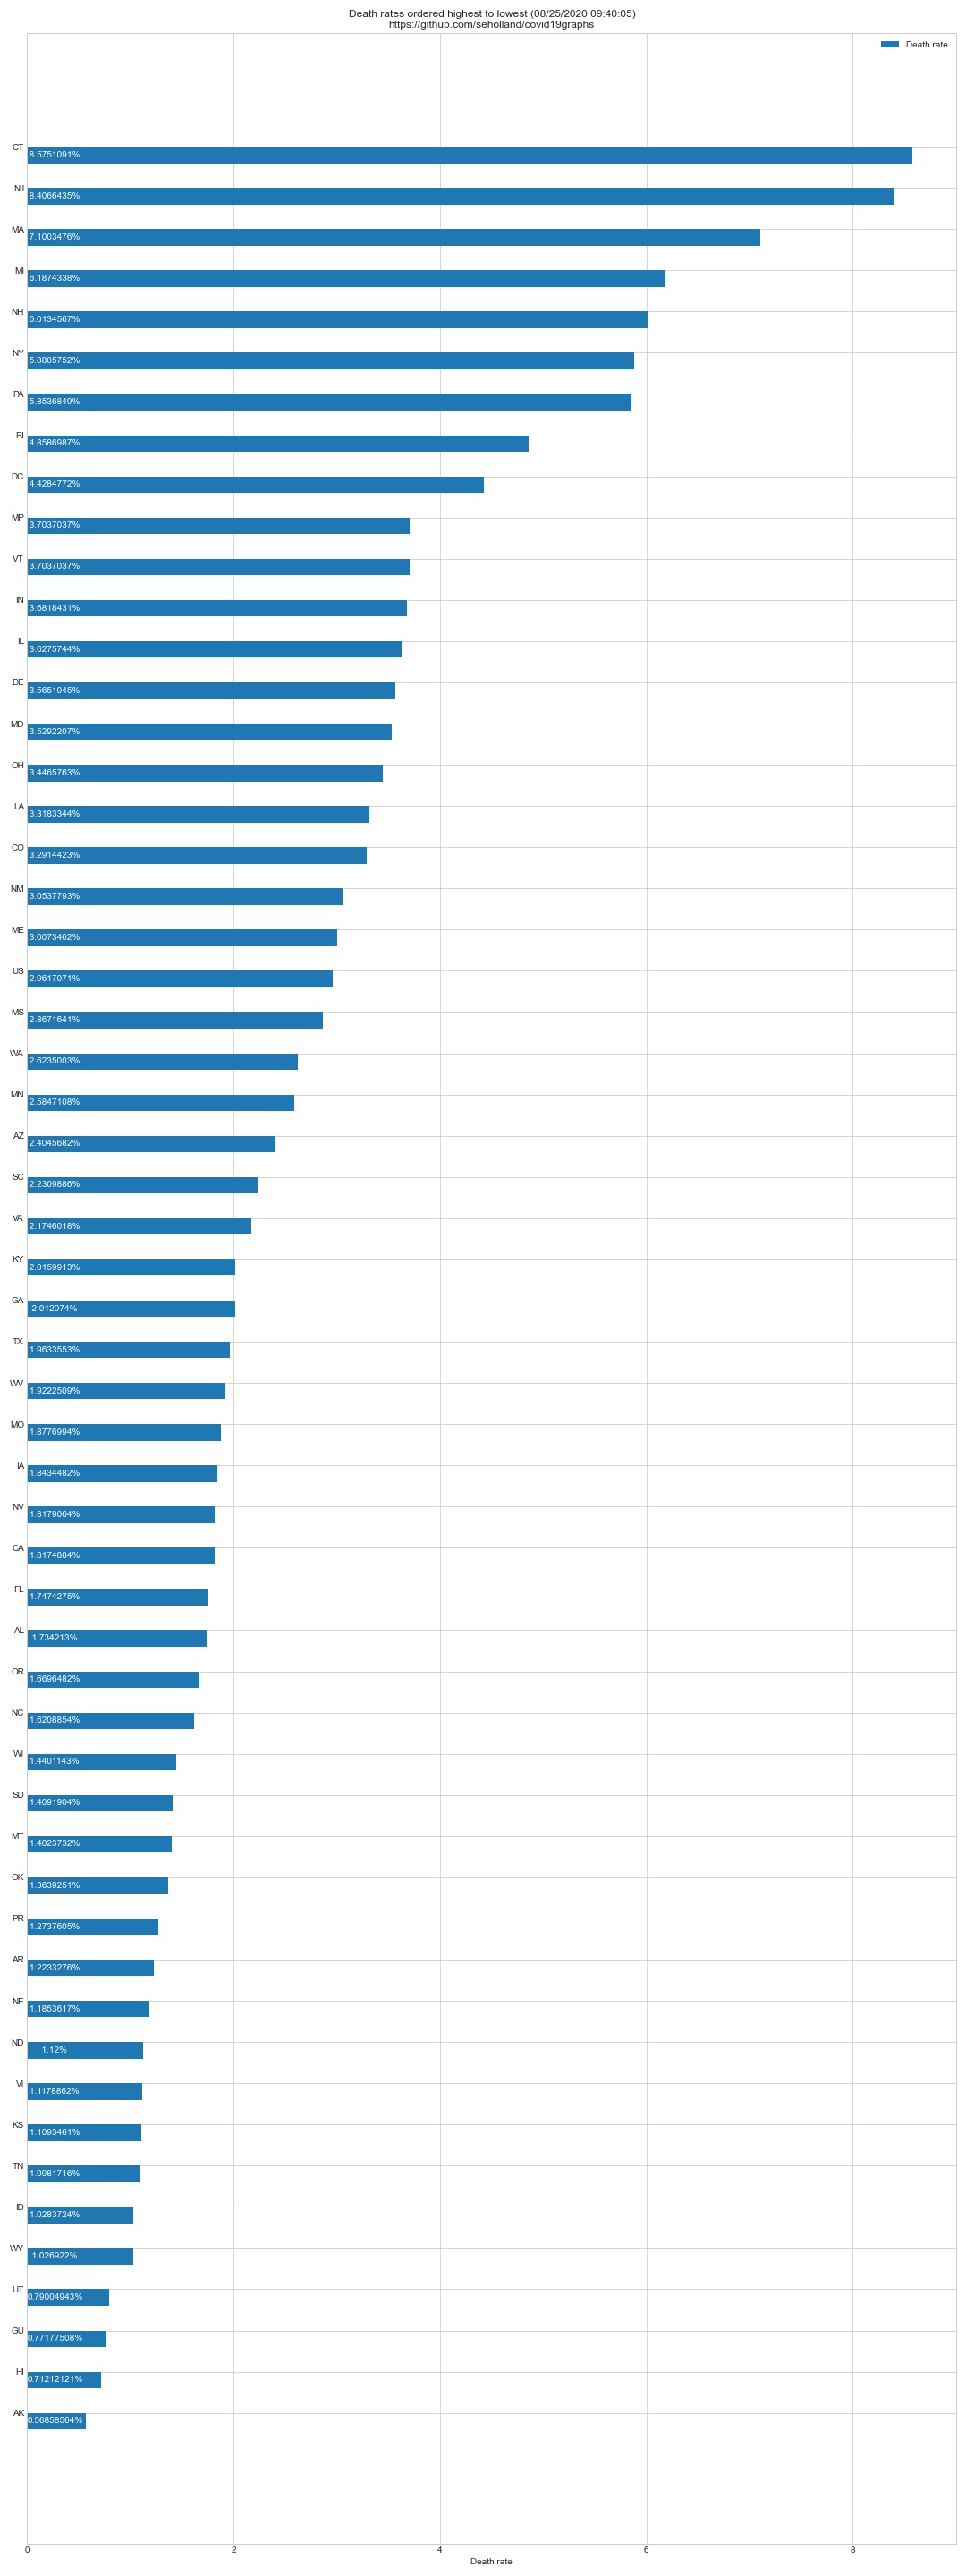 Death rates ordered highest to lowest (08/25/2020 09:40:05)
https://github.com/seholland/covid19graphs
Death rate
CT 8.5751091%
NJ 8.4066435%
MA 7.1003476%
MI 6.1874338%
NH 6.0134567%
NY 5.8805752%
PA 5.8536849%
RI 4.8586987%
DC 4.4284772%
MP 3.7037037%
VT 3.7037037%
IN 3.6818431%
IL 3.6275744%
DE 3.5651045%
MD 3.5292207%
OH 3.4465763%
LA 3.3183344%
CO 3.2914423%
NM 3.0537793%
ME 3.0073462%
US 2.9617071%
MS 2.8671641%
WA 2.6235003%
MN 2.5847108%
AZ 2.4045682%
SC 2.2309886%
VA 2.1746018%
KY 2.0159913%
GA 2.012074%
TX 1.9633553%
WV 1.9222509%
MO 1.8776994%
IA 1.8434482%
NV 1.8179064%
CA 1.8174884%
FL 1.7474275%
AL 1.734213%
OR 1.6696482%
NC 1.6208854%
WI 1.4401143%
SD 1.4091904%
MT 1.4023732%
OK 1.3639251%
PR 1.2737605%
AR 1.2233276%
NE 1.1853617%
ND 1.12%
VI 1.1178862%
KS 1.1093461%
TN 1.0981716%
ID 1.0283724%
WY 1.026922%
UT 0.79004943%
GU 0.77177508%
HI 0.71212121%
AK 0.56858564%
0 2 4 6 8
Death rate